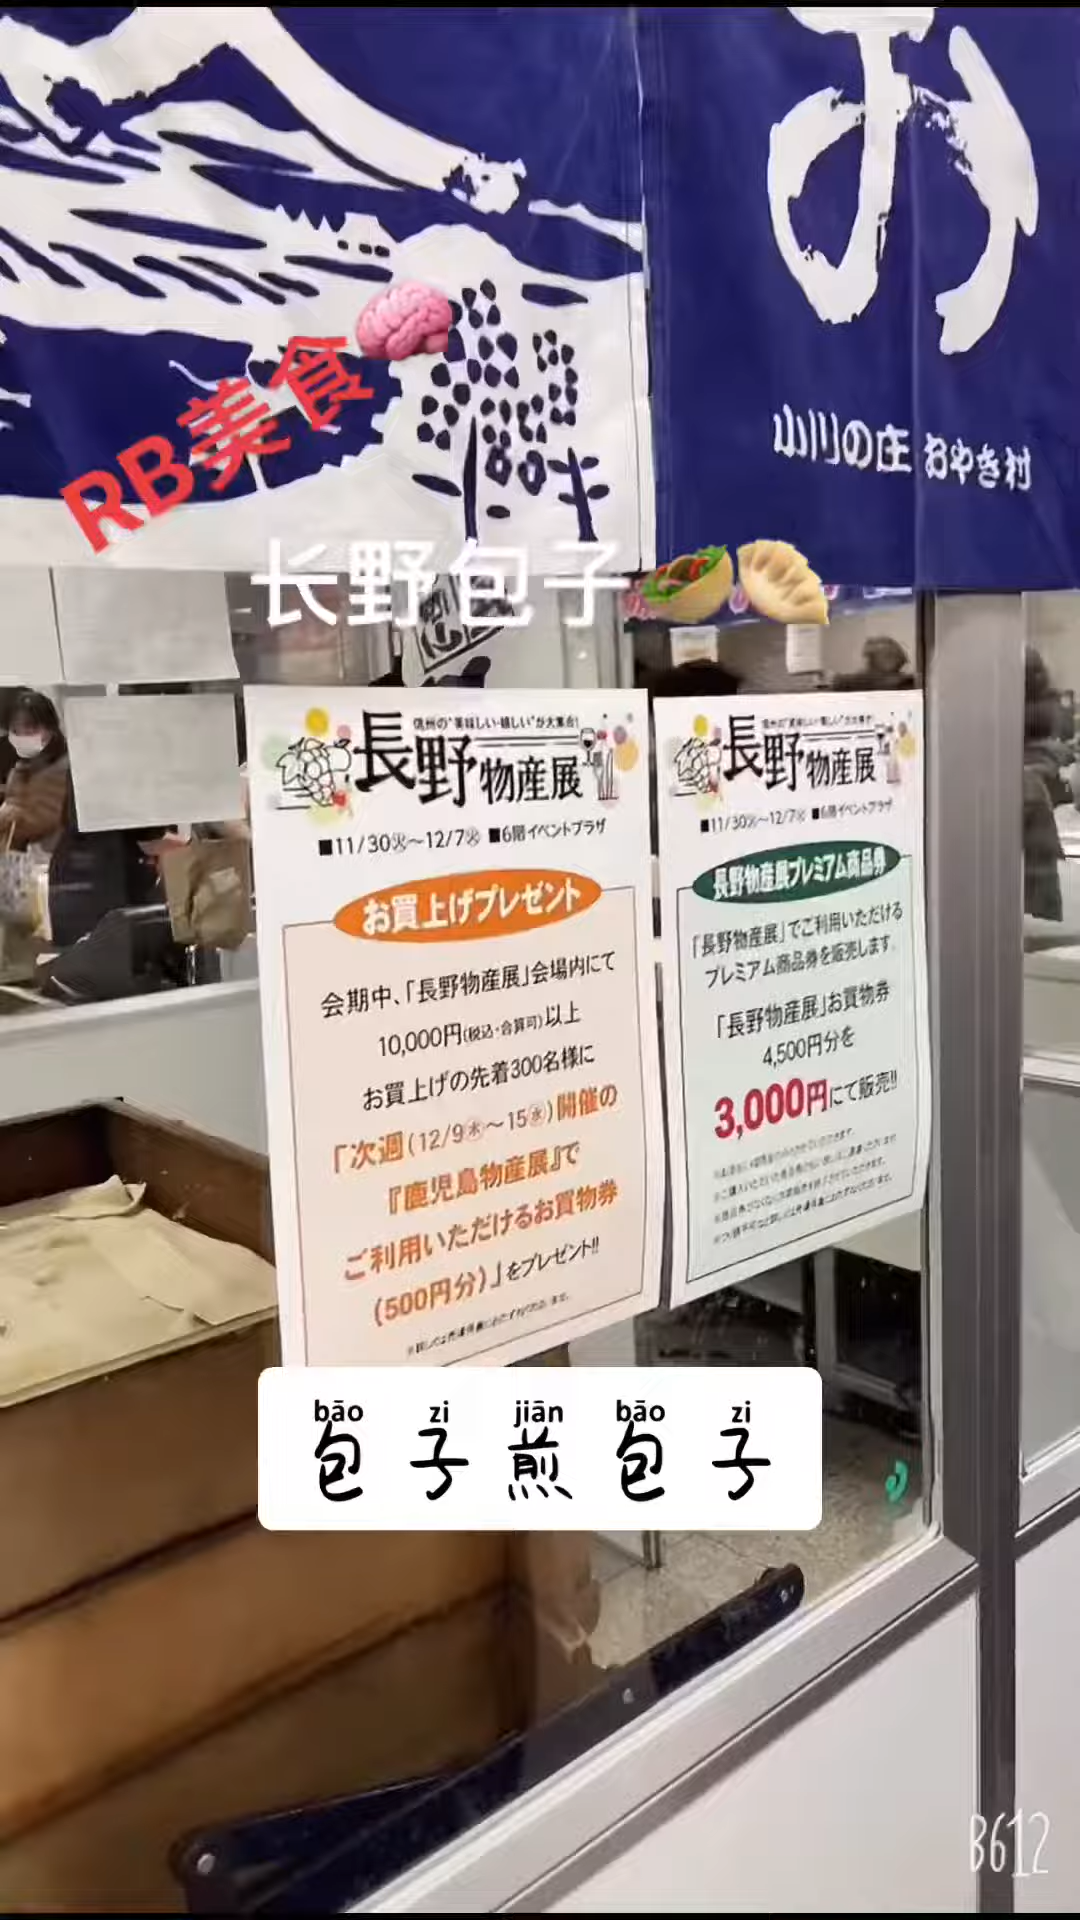 お
小川の庄 おやき村
RB美食
长野包子
信州の"美味しい・嬉しい"が大集合!
長野物産展
■11/30㊋~12/7㊋ ■6階イベントプラザ
お買上げプレゼント
会期中、「長野物産展」会場内にて
10,000円(税込・合算可)以上
お買上げの先着300名様に
「次週(12/9㊍~15㊌)開催の
『鹿児島物産展』で
ご利用いただけるお買物券
(500円分)」をプレゼント!!
信州の"美味しい・嬉しい"が大集合!
長野物産展
■11/30㊋~12/7㊋ ■6階イベントプラザ
長野物産展プレミアム商品券
「長野物産展」でご利用いただける
プレミアム商品券を販売します。
「長野物産展」お買物券
4,500円分を
3,000円にて販売!!
bāo zi jiān bāo zi
包子煎包子
B612